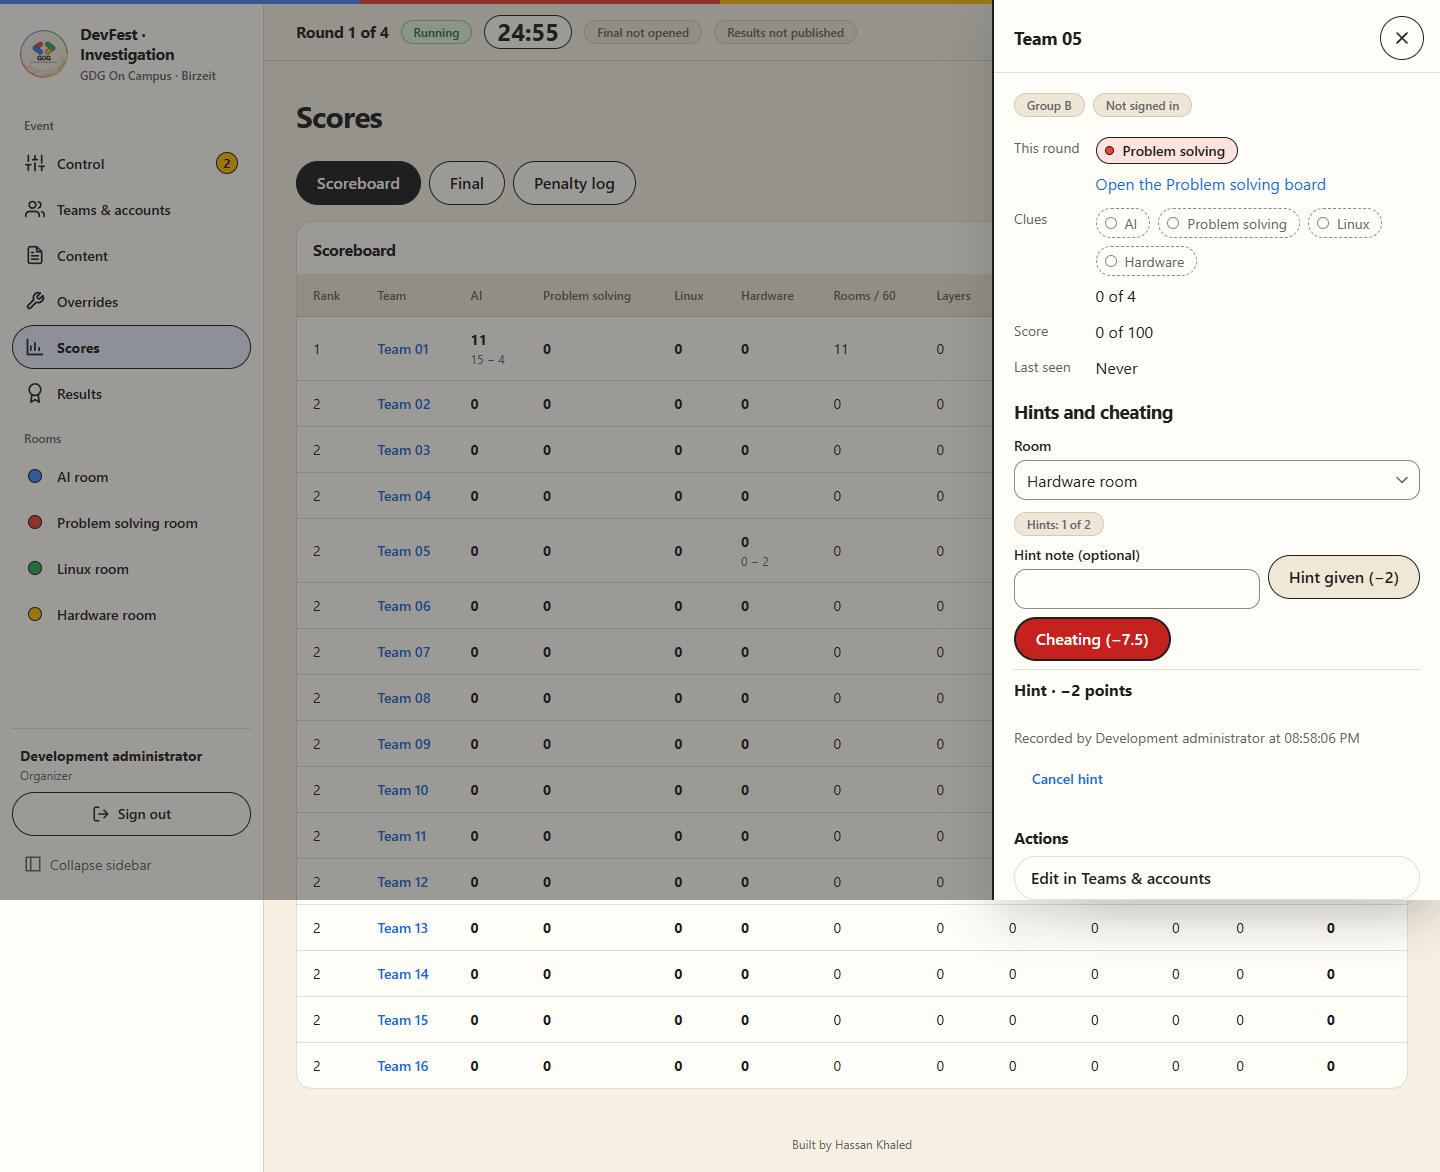 DevFest ·
Investigation
GDG On Campus · Birzeit
Event
Control
2
Teams & accounts
Content
Overrides
Scores
Results
Rooms
AI room
Problem solving room
Linux room
Hardware room
Development administrator
Organizer
Sign out
Collapse sidebar
Round 1 of 4 Running 24:55 Final not opened Results not published
Scores
Scoreboard Final Penalty log
Scoreboard
Rank Team AI Problem solving Linux Hardware Rooms / 60 Layers
1 Team 01 11 0 0 0 11 0
15 – 4
2 Team 02 0 0 0 0 0 0
2 Team 03 0 0 0 0 0 0
2 Team 04 0 0 0 0 0 0
2 Team 05 0 0 0 0 0 0
0 – 2
2 Team 06 0 0 0 0 0 0
2 Team 07 0 0 0 0 0 0
2 Team 08 0 0 0 0 0 0
2 Team 09 0 0 0 0 0 0
2 Team 10 0 0 0 0 0 0
2 Team 11 0 0 0 0 0 0
2 Team 12 0 0 0 0 0 0
2 Team 13 0 0 0 0 0 0 0 0 0 0 0
2 Team 14 0 0 0 0 0 0 0 0 0 0 0
2 Team 15 0 0 0 0 0 0 0 0 0 0 0
2 Team 16 0 0 0 0 0 0 0 0 0 0 0
Built by Hassan Khaled
Team 05
Group B Not signed in
This round Problem solving
Open the Problem solving board
Clues AI Problem solving Linux
Hardware
0 of 4
Score 0 of 100
Last seen Never
Hints and cheating
Room
Hardware room
Hints: 1 of 2
Hint note (optional)
Hint given (−2)
Cheating (−7.5)
Hint · −2 points
Recorded by Development administrator at 08:58:06 PM
Cancel hint
Actions
Edit in Teams & accounts